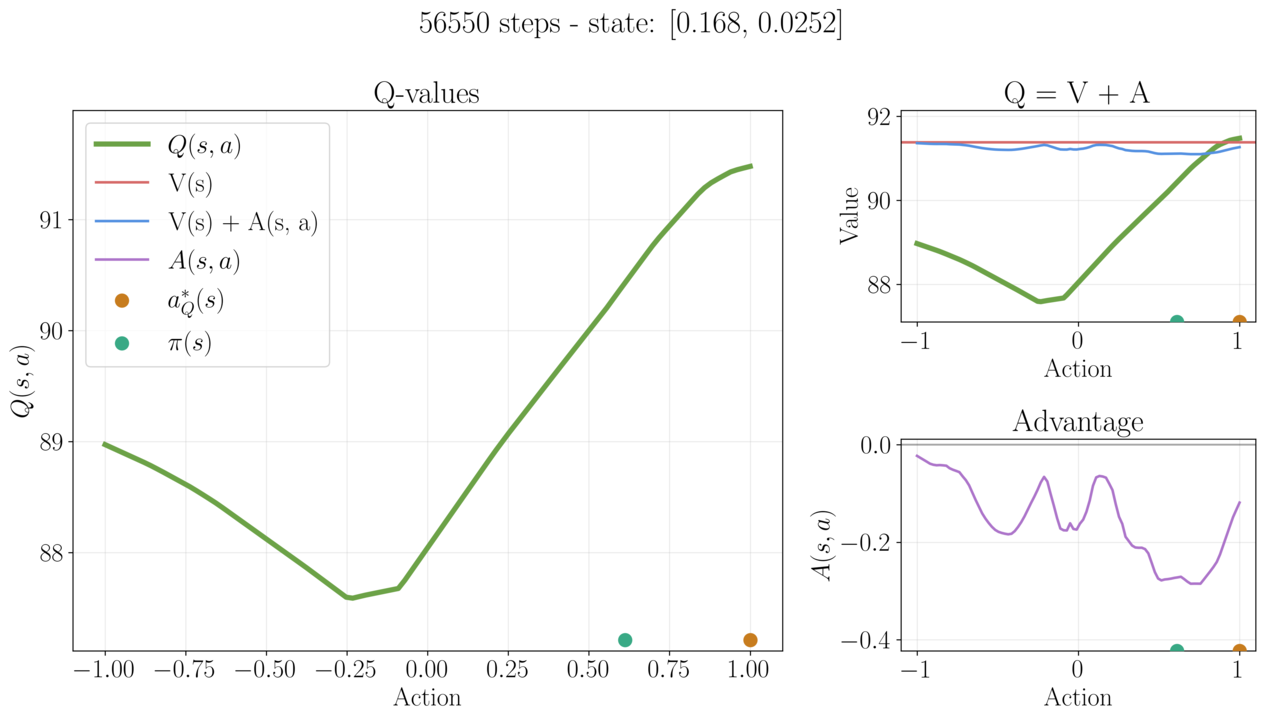 56550 steps - state: [0.168, 0.0252]
Q-values
Q(s, a)
V(s)
V(s) + A(s, a)
A(s, a)
a*Q(s)
π(s)
91
90
89
88
Q(s, a)
−1.00 −0.75 −0.50 −0.25 0.00 0.25 0.50 0.75 1.00
Action
Q = V + A
92
90
88
Value
−1 0 1
Action
Advantage
0.0
−0.2
−0.4
A(s, a)
−1 0 1
Action